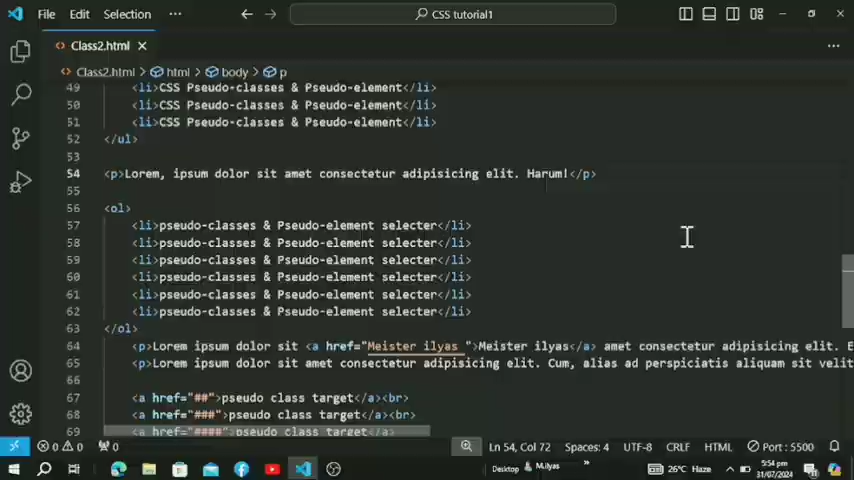 File Edit Selection ··· CSS tutorial1
Class2.html
Class2.html > html > body > p
49 <li>CSS Pseudo-classes & Pseudo-element</li>
50 <li>CSS Pseudo-classes & Pseudo-element</li>
51 <li>CSS Pseudo-classes & Pseudo-element</li>
52 </ul>
53
54 <p>Lorem, ipsum dolor sit amet consectetur adipisicing elit. Harum!</p>
55
56 <ol>
57 <li>pseudo-classes & Pseudo-element selecter</li>
58 <li>pseudo-classes & Pseudo-element selecter</li>
59 <li>pseudo-classes & Pseudo-element selecter</li>
60 <li>pseudo-classes & Pseudo-element selecter</li>
61 <li>pseudo-classes & Pseudo-element selecter</li>
62 <li>pseudo-classes & Pseudo-element selecter</li>
63 </ol>
64 <p>Lorem ipsum dolor sit <a href="Meister ilyas ">Meister ilyas</a> amet consectetur adipisicing elit. E
65 <p>Lorem ipsum dolor sit amet consectetur adipisicing elit. Cum, alias ad perspiciatis aliquam sit velit
66
67 <a href="##">pseudo class target</a><br>
68 <a href="###">pseudo class target</a><br>
69 <a href="####">pseudo class target</a>
0 0 0 Ln 54, Col 72 Spaces: 4 UTF-8 CRLF HTML Port : 5500
Desktop M.ilyas » 26°C Haze 5:54 pm
31/07/2024